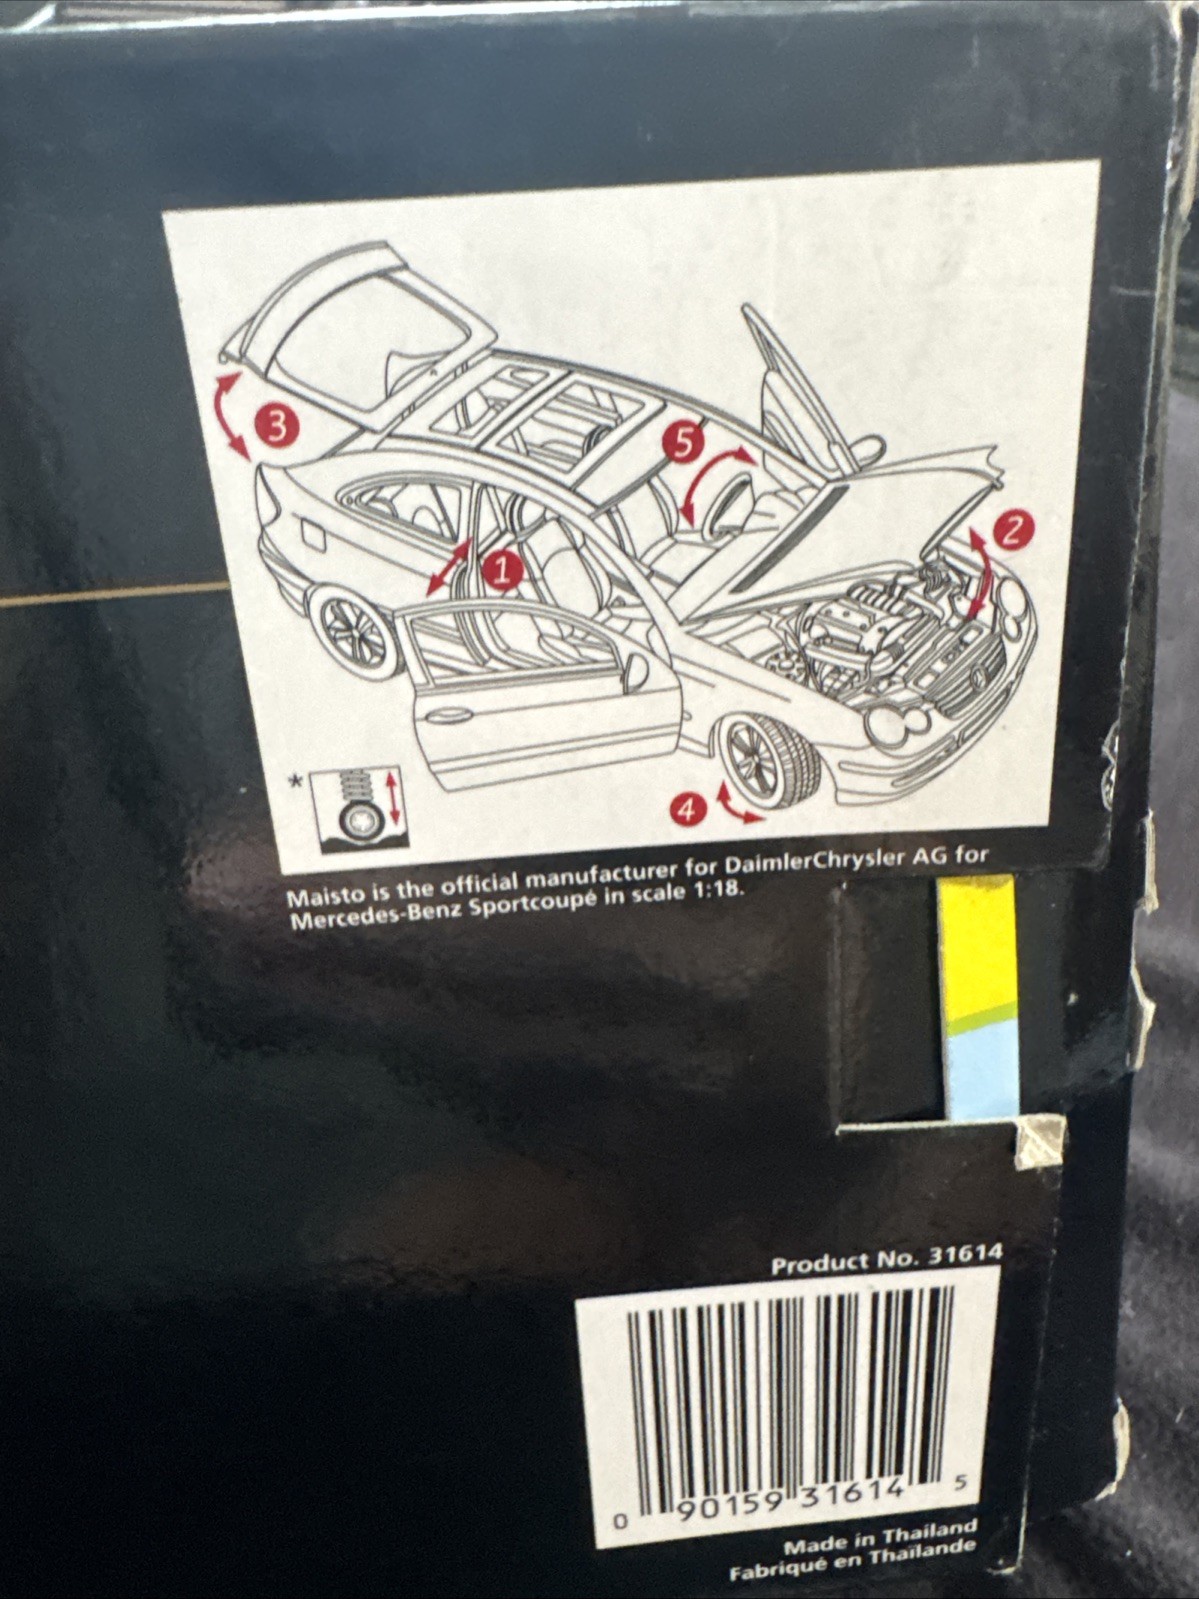 3
5
2
1
*
4
Maisto is the official manufacturer for DaimlerChrysler AG for
Mercedes-Benz Sportcoupé in scale 1:18.
Product No. 31614
0 90159 31614 5
Made in Thailand
Fabriqué en Thaïlande